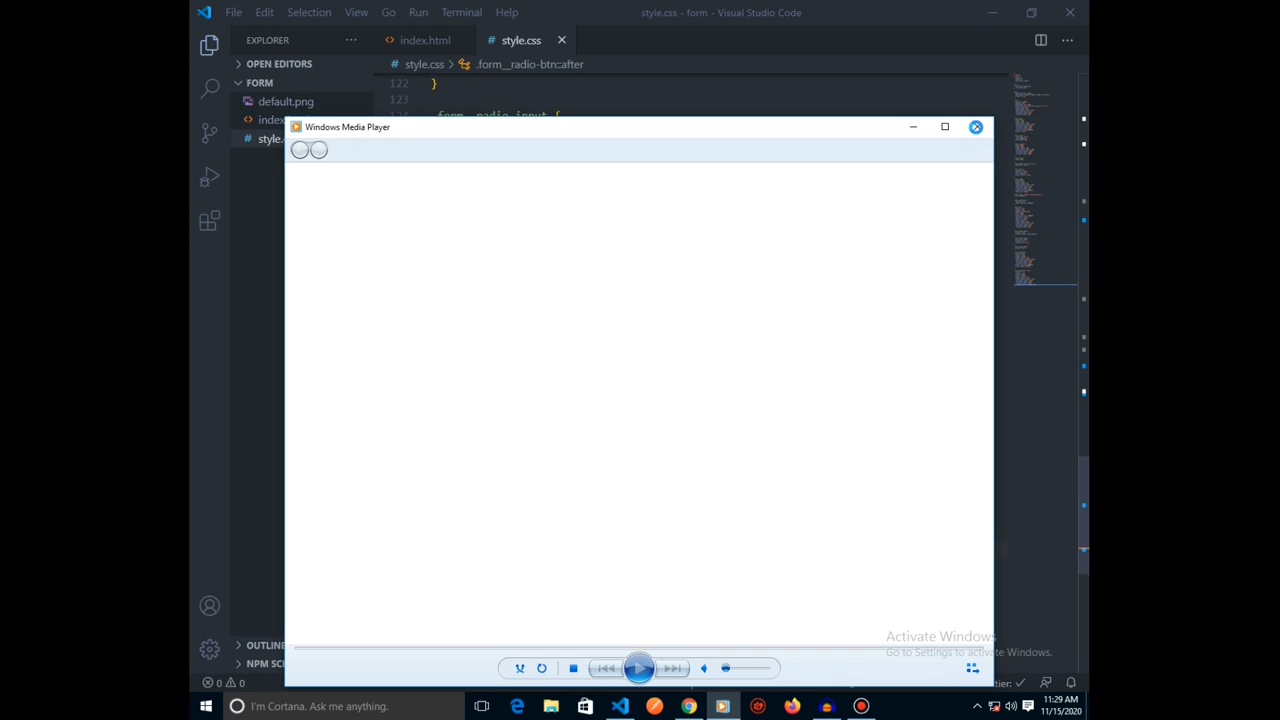 File Edit Selection View Go Run Terminal Help
style.css - form - Visual Studio Code
EXPLORER
index.html
# style.css
OPEN EDITORS
style.css > .form__radio-btn::after
FORM
122 }
default.png
123
Windows Media Player
OUTLINE
Activate Windows
Go to Settings to activate Windows.
0 0
I'm Cortana. Ask me anything.
11:29 AM
11/15/2020